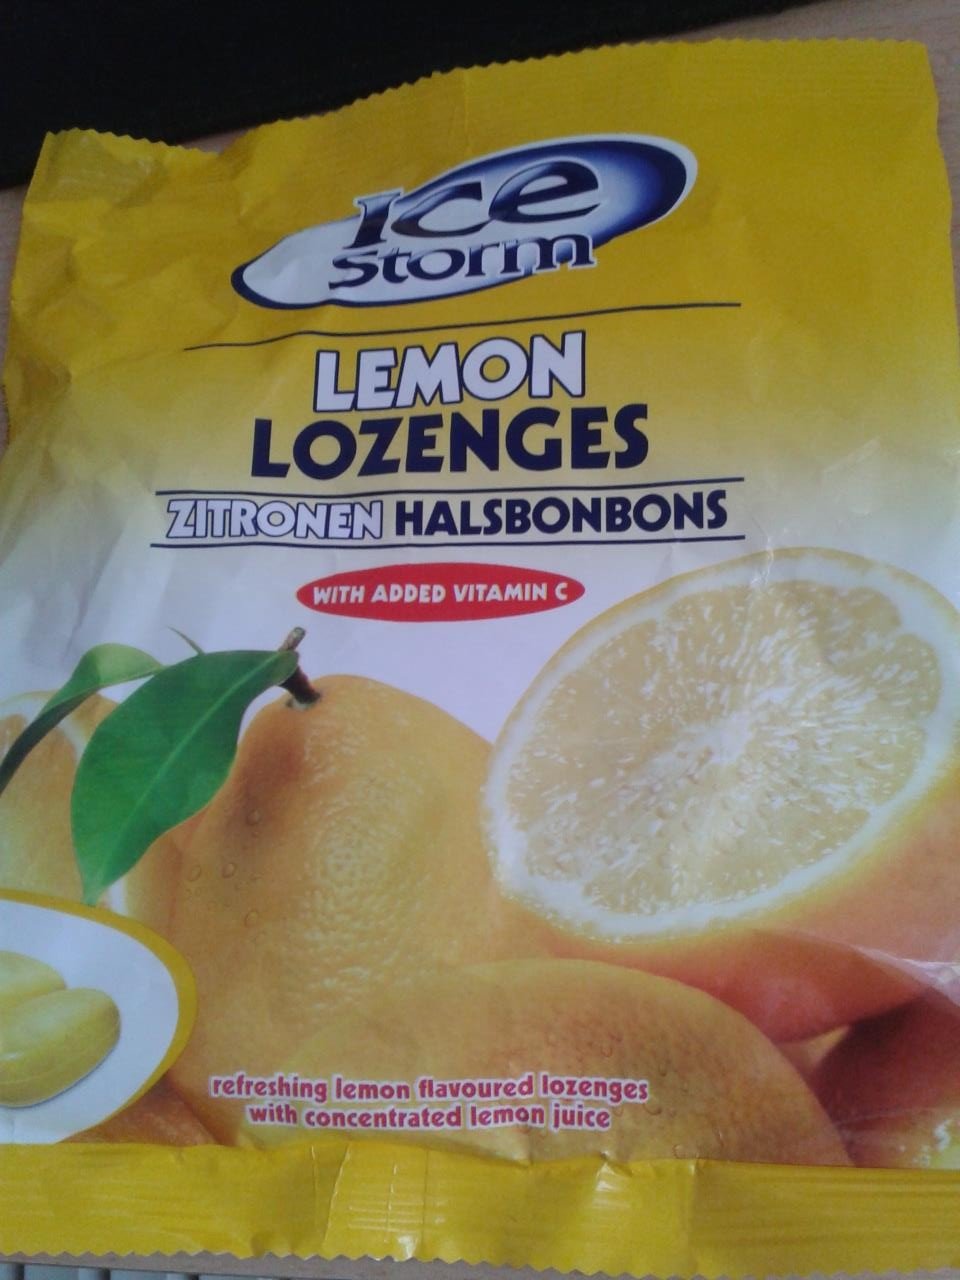 Ice
Storm
LEMON
LOZENGES
ZITRONEN HALSBONBONS
WITH ADDED VITAMIN C
refreshing lemon flavoured lozenges
with concentrated lemon juice